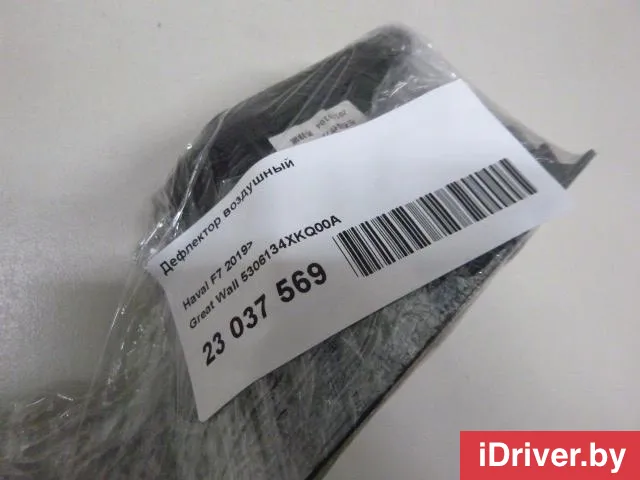 Дефлектор воздушный
Haval F7 2019>
Great Wall 5306134XKQ00A
23 037 569
iDriver.by